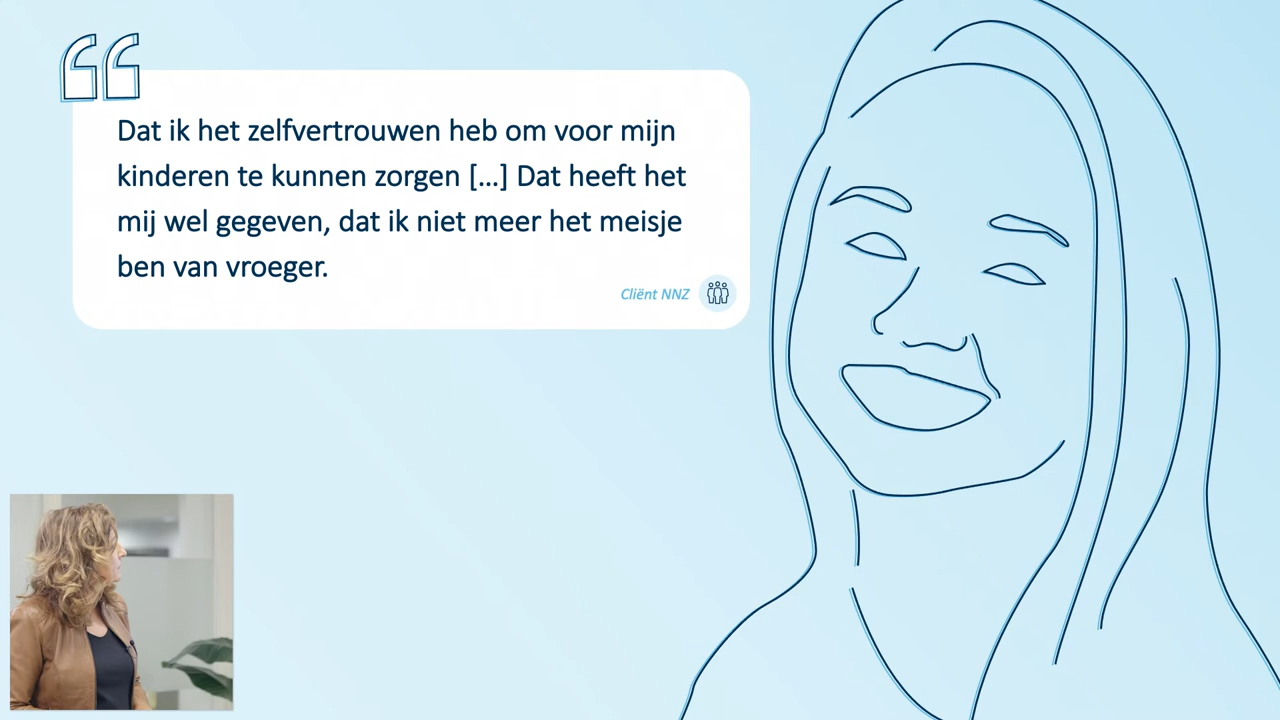 Dat ik het zelfvertrouwen heb om voor mijn
kinderen te kunnen zorgen [...] Dat heeft het
mij wel gegeven, dat ik niet meer het meisje
ben van vroeger.
Cliënt NNZ